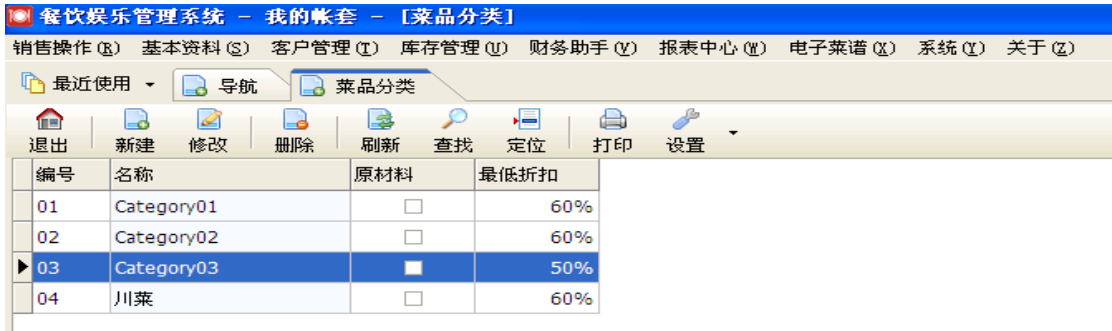 餐饮娱乐管理系统 - 我的帐套 - [菜品分类]
销售操作(R) 基本资料(S) 客户管理(T) 库存管理(U) 财务助手(V) 报表中心(W) 电子菜谱(X) 系统(Y) 关于(Z)
最近使用 导航 菜品分类
退出 新建 修改 删除 刷新 查找 定位 打印 设置
编号 名称 原材料 最低折扣
01 Category01 60%
02 Category02 60%
03 Category03 50%
04 川菜 60%